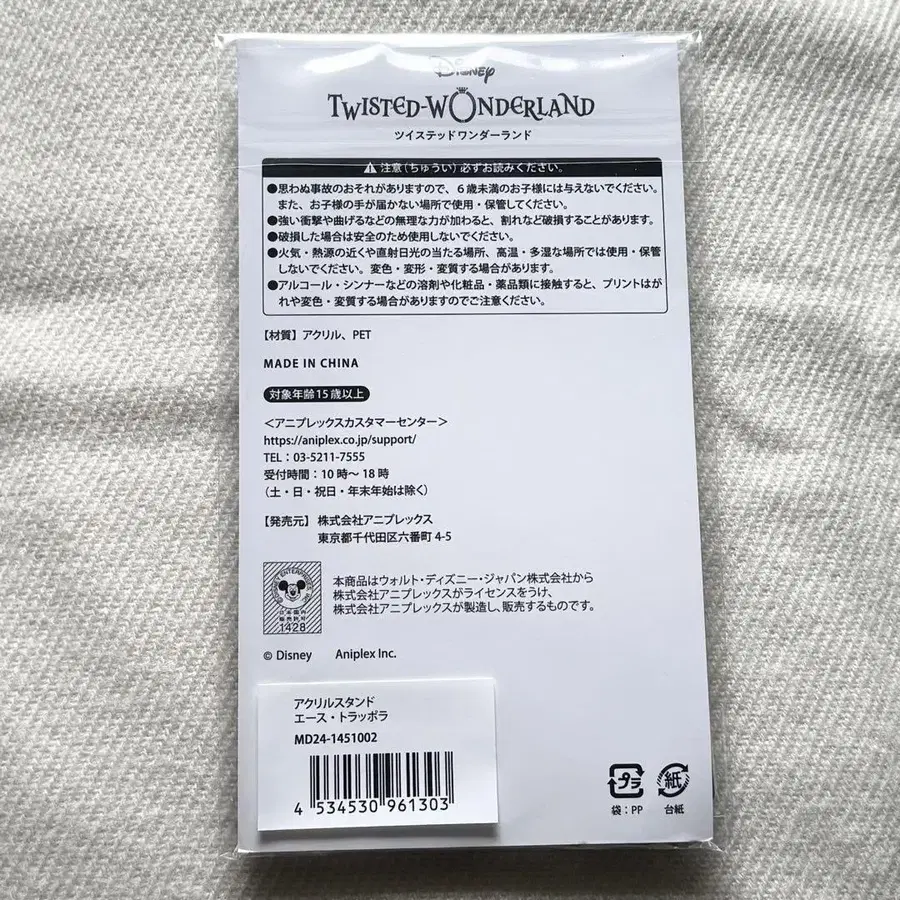 Disney
TWISTED-WONDERLAND
ツイステッドワンダーランド
注意(ちゅうい)必ずお読みください。
●思わぬ事故のおそれがありますので、6歳未満のお子様には与えないでください。
また、お子様の手が届かない場所で使用・保管してください。
●強い衝撃や曲げるなどの無理な力が加わると、割れなど破損することがあります。
●破損した場合は安全のため使用しないでください。
●火気・熱源の近くや直射日光の当たる場所、高温・多湿な場所では使用・保管
しないでください。変色・変形・変質する場合があります。
●アルコール・シンナーなどの溶剤や化粧品・薬品類に接触すると、プリントはが
れや変色・変質する場合がありますのでご注意ください。
【材質】アクリル、PET
MADE IN CHINA
対象年齢15歳以上
<アニプレックスカスタマーセンター>
https://aniplex.co.jp/support/
TEL:03-5211-7555
受付時間:10時~18時
(土・日・祝日・年末年始は除く)
【発売元】株式会社アニプレックス
東京都千代田区六番町4-5
本商品はウォルト・ディズニー・ジャパン株式会社から
ライセンスをうけ、
株式会社アニプレックスが製造し、販売するものです。
日本国内
販売許可
1428
© Disney Aniplex Inc.
アクリルスタンド
エース・トラッポラ
MD24-1451002
4 534530 961303
プラ
紙
袋:PP
台紙